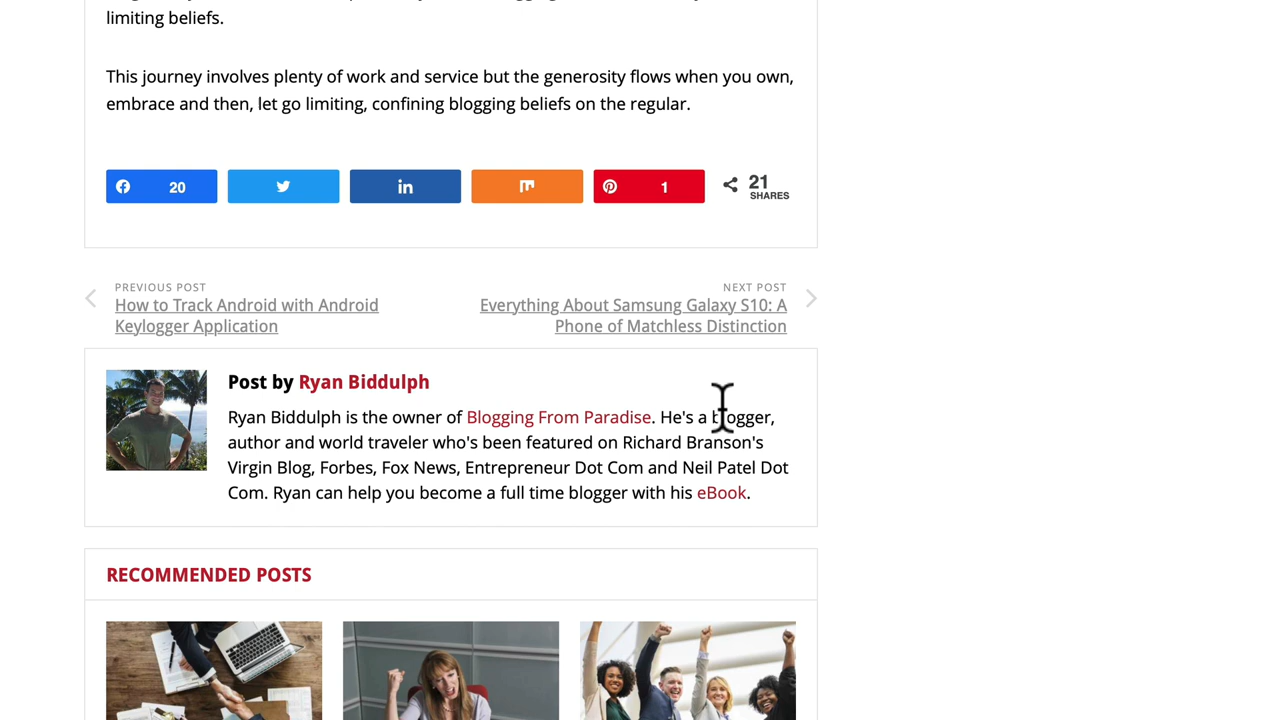 limiting beliefs.
This journey involves plenty of work and service but the generosity flows when you own,
embrace and then, let go limiting, confining blogging beliefs on the regular.
20
1
21
SHARES
PREVIOUS POST
How to Track Android with Android
Keylogger Application
NEXT POST
Everything About Samsung Galaxy S10: A
Phone of Matchless Distinction
Post by Ryan Biddulph
Ryan Biddulph is the owner of Blogging From Paradise. He's a blogger,
author and world traveler who's been featured on Richard Branson's
Virgin Blog, Forbes, Fox News, Entrepreneur Dot Com and Neil Patel Dot
Com. Ryan can help you become a full time blogger with his eBook.
RECOMMENDED POSTS